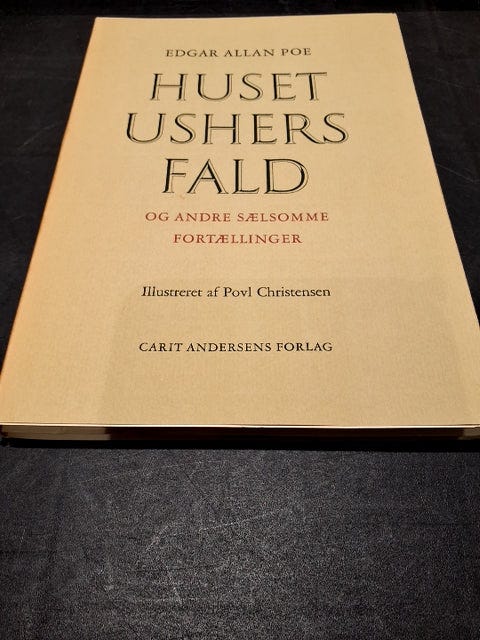 EDGAR ALLAN POE
HUSET
USHERS
FALD
OG ANDRE SÆLSOMME
FORTÆLLINGER
Illustreret af Povl Christensen
CARIT ANDERSENS FORLAG